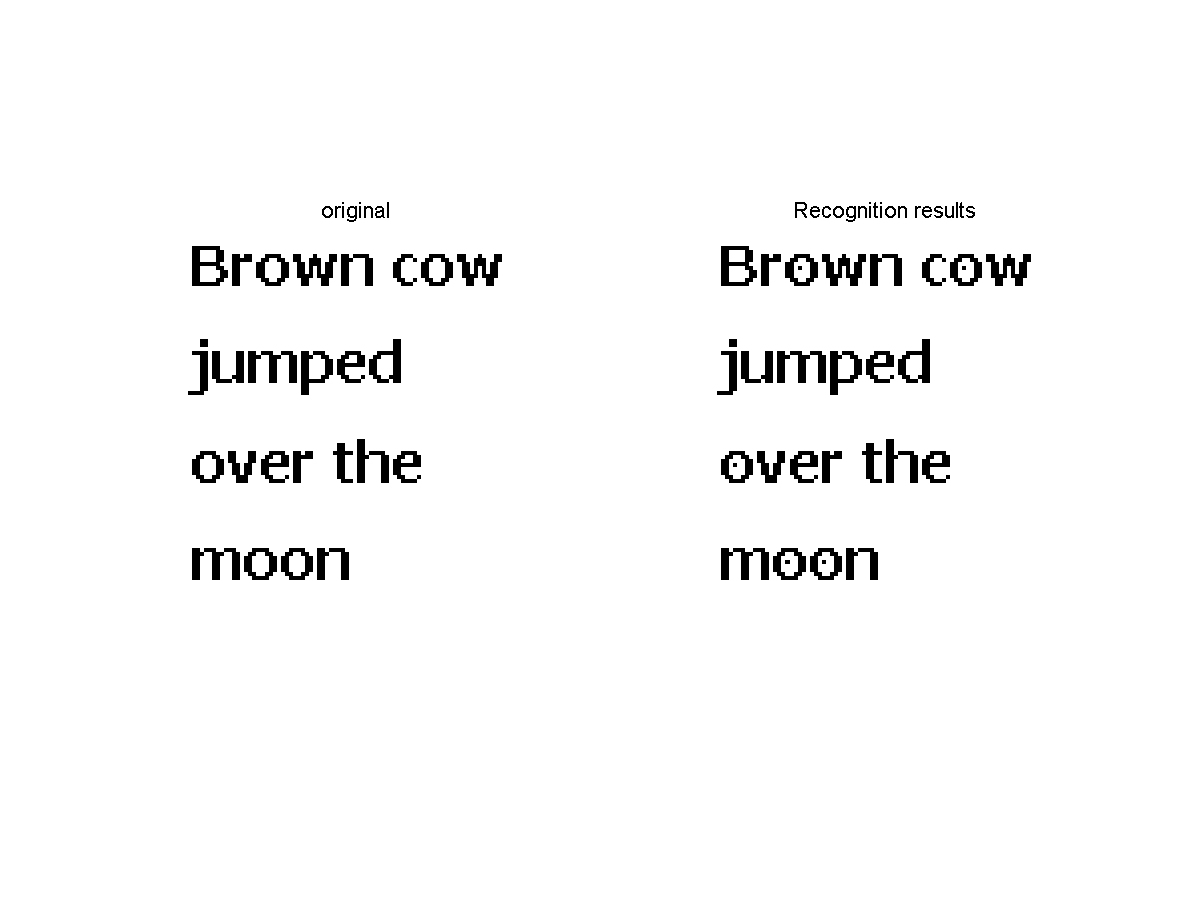 original
Brown cow
jumped
over the
moon
Recognition results
Brown cow
jumped
over the
moon